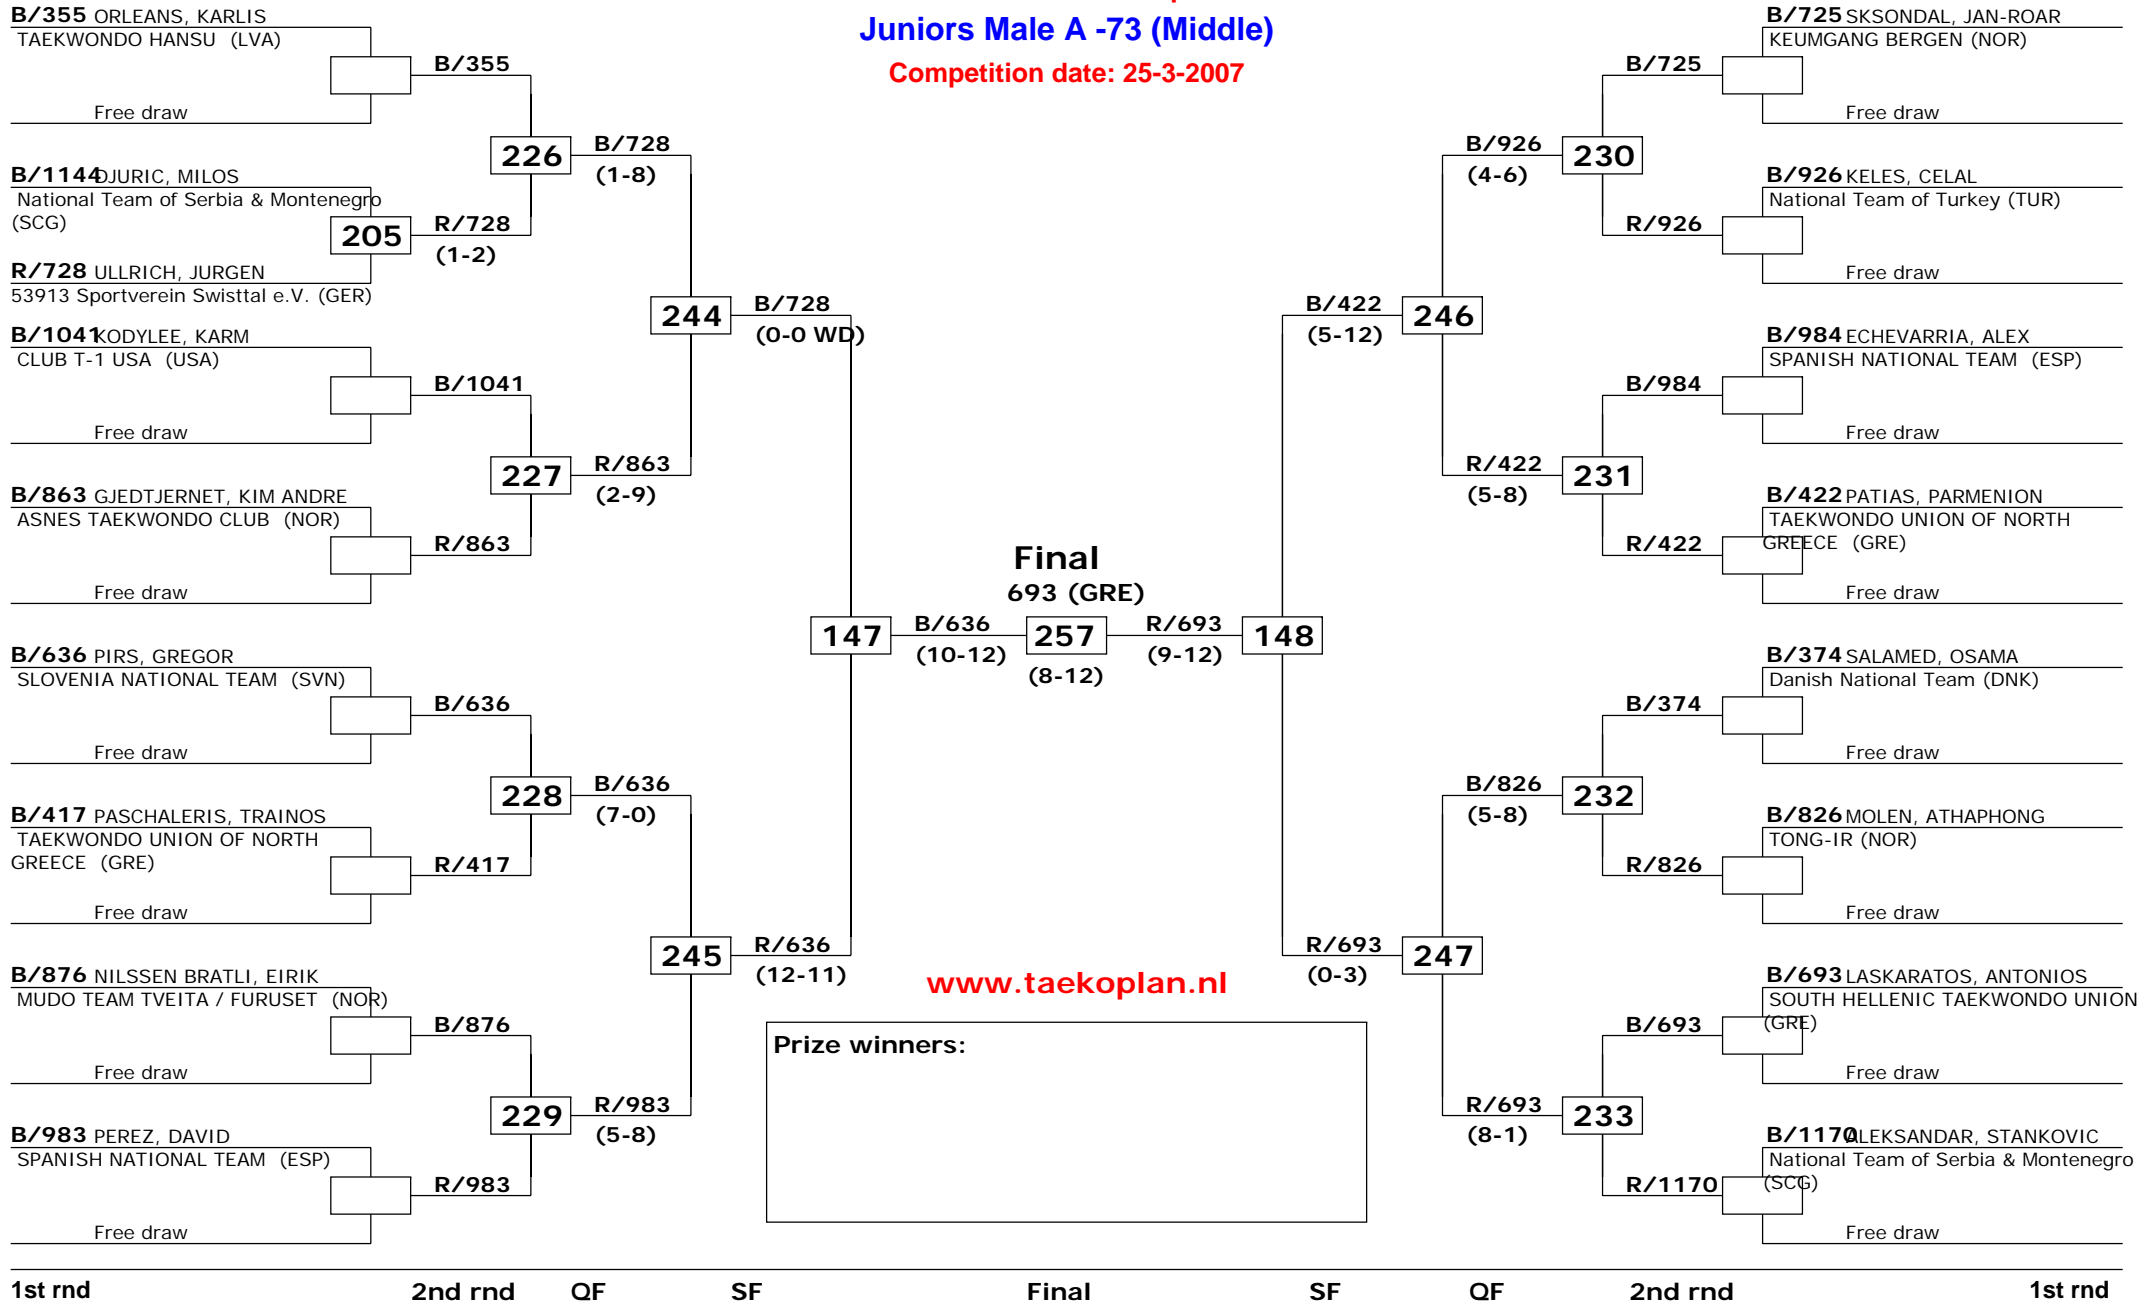 Juniors Male A -73 (Middle)
Competition date: 25-3-2007
B/355 ORLEANS, KARLIS
TAEKWONDO HANSU (LVA)
Free draw
B/355
B/1144 DJURIC, MILOS
National Team of Serbia & Montenegro
(SCG)
205
R/728
(1-2)
R/728 ULLRICH, JURGEN
53913 Sportverein Swisttal e.V. (GER)
226
B/728
(1-8)
B/1041 KODYLEE, KARM
CLUB T-1 USA (USA)
Free draw
B/1041
B/863 GJEDTJERNET, KIM ANDRE
ASNES TAEKWONDO CLUB (NOR)
Free draw
R/863
227
R/863
(2-9)
244
B/728
(0-0 WD)
B/636 PIRS, GREGOR
SLOVENIA NATIONAL TEAM (SVN)
Free draw
B/636
B/417 PASCHALERIS, TRAINOS
TAEKWONDO UNION OF NORTH
GREECE (GRE)
Free draw
R/417
228
B/636
(7-0)
B/876 NILSSEN BRATLI, EIRIK
MUDO TEAM TVEITA / FURUSET (NOR)
Free draw
B/876
B/983 PEREZ, DAVID
SPANISH NATIONAL TEAM (ESP)
Free draw
R/983
229
R/983
(5-8)
245
R/636
(12-11)
147
B/636
(10-12)
Final
693 (GRE)
257
(8-12)
R/693
(9-12)
148
B/725 SKSONDAL, JAN-ROAR
KEUMGANG BERGEN (NOR)
Free draw
B/725
B/926 KELES, CELAL
National Team of Turkey (TUR)
Free draw
R/926
230
B/926
(4-6)
B/984 ECHEVARRIA, ALEX
SPANISH NATIONAL TEAM (ESP)
Free draw
B/984
B/422 PATIAS, PARMENION
TAEKWONDO UNION OF NORTH
GREECE (GRE)
Free draw
R/422
231
R/422
(5-8)
246
B/422
(5-12)
B/374 SALAMED, OSAMA
Danish National Team (DNK)
Free draw
B/374
B/826 MOLEN, ATHAPHONG
TONG-IR (NOR)
Free draw
R/826
232
B/826
(5-8)
B/693 LASKARATOS, ANTONIOS
SOUTH HELLENIC TAEKWONDO UNION
(GRE)
Free draw
B/693
B/1170 ALEKSANDAR, STANKOVIC
National Team of Serbia & Montenegro
(SCG)
Free draw
R/1170
233
R/693
(8-1)
247
R/693
(0-3)
www.taekoplan.nl
Prize winners:
1st rnd 2nd rnd QF SF Final SF QF 2nd rnd 1st rnd